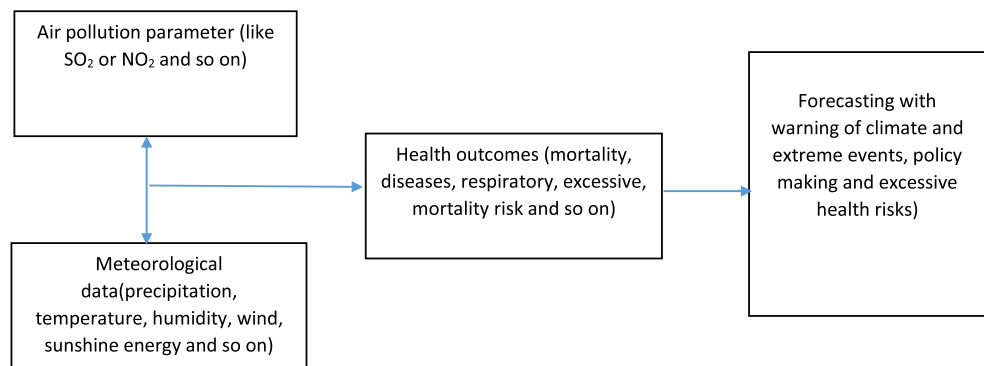 Air pollution parameter (like
SO₂ or NO₂ and so on)
Meteorological
data(precipitation,
temperature, humidity, wind,
sunshine energy and so on)
Health outcomes (mortality,
diseases, respiratory, excessive,
mortality risk and so on)
Forecasting with
warning of climate and
extreme events, policy
making and excessive
health risks)